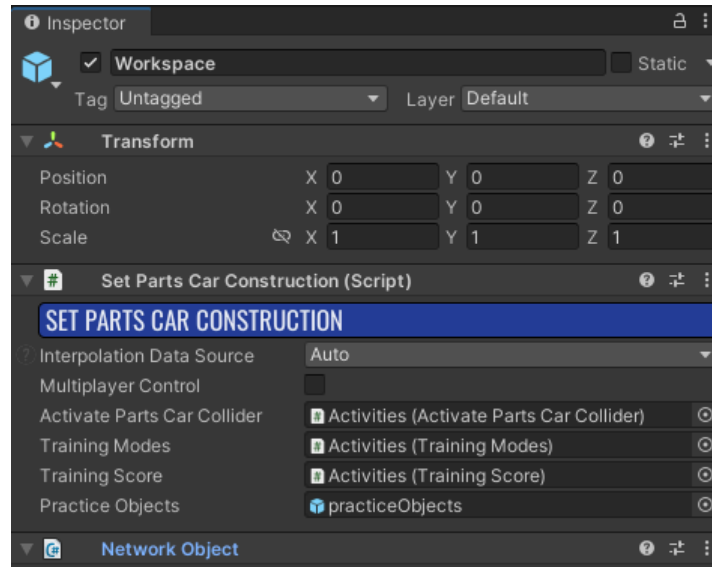 Inspector
Workspace Static
Tag Untagged Layer Default
Transform
Position X 0 Y 0 Z 0
Rotation X 0 Y 0 Z 0
Scale X 1 Y 1 Z 1
# Set Parts Car Construction (Script)
SET PARTS CAR CONSTRUCTION
Interpolation Data Source Auto
Multiplayer Control
Activate Parts Car Collider # Activities (Activate Parts Car Collider)
Training Modes # Activities (Training Modes)
Training Score # Activities (Training Score)
Practice Objects practiceObjects
Network Object